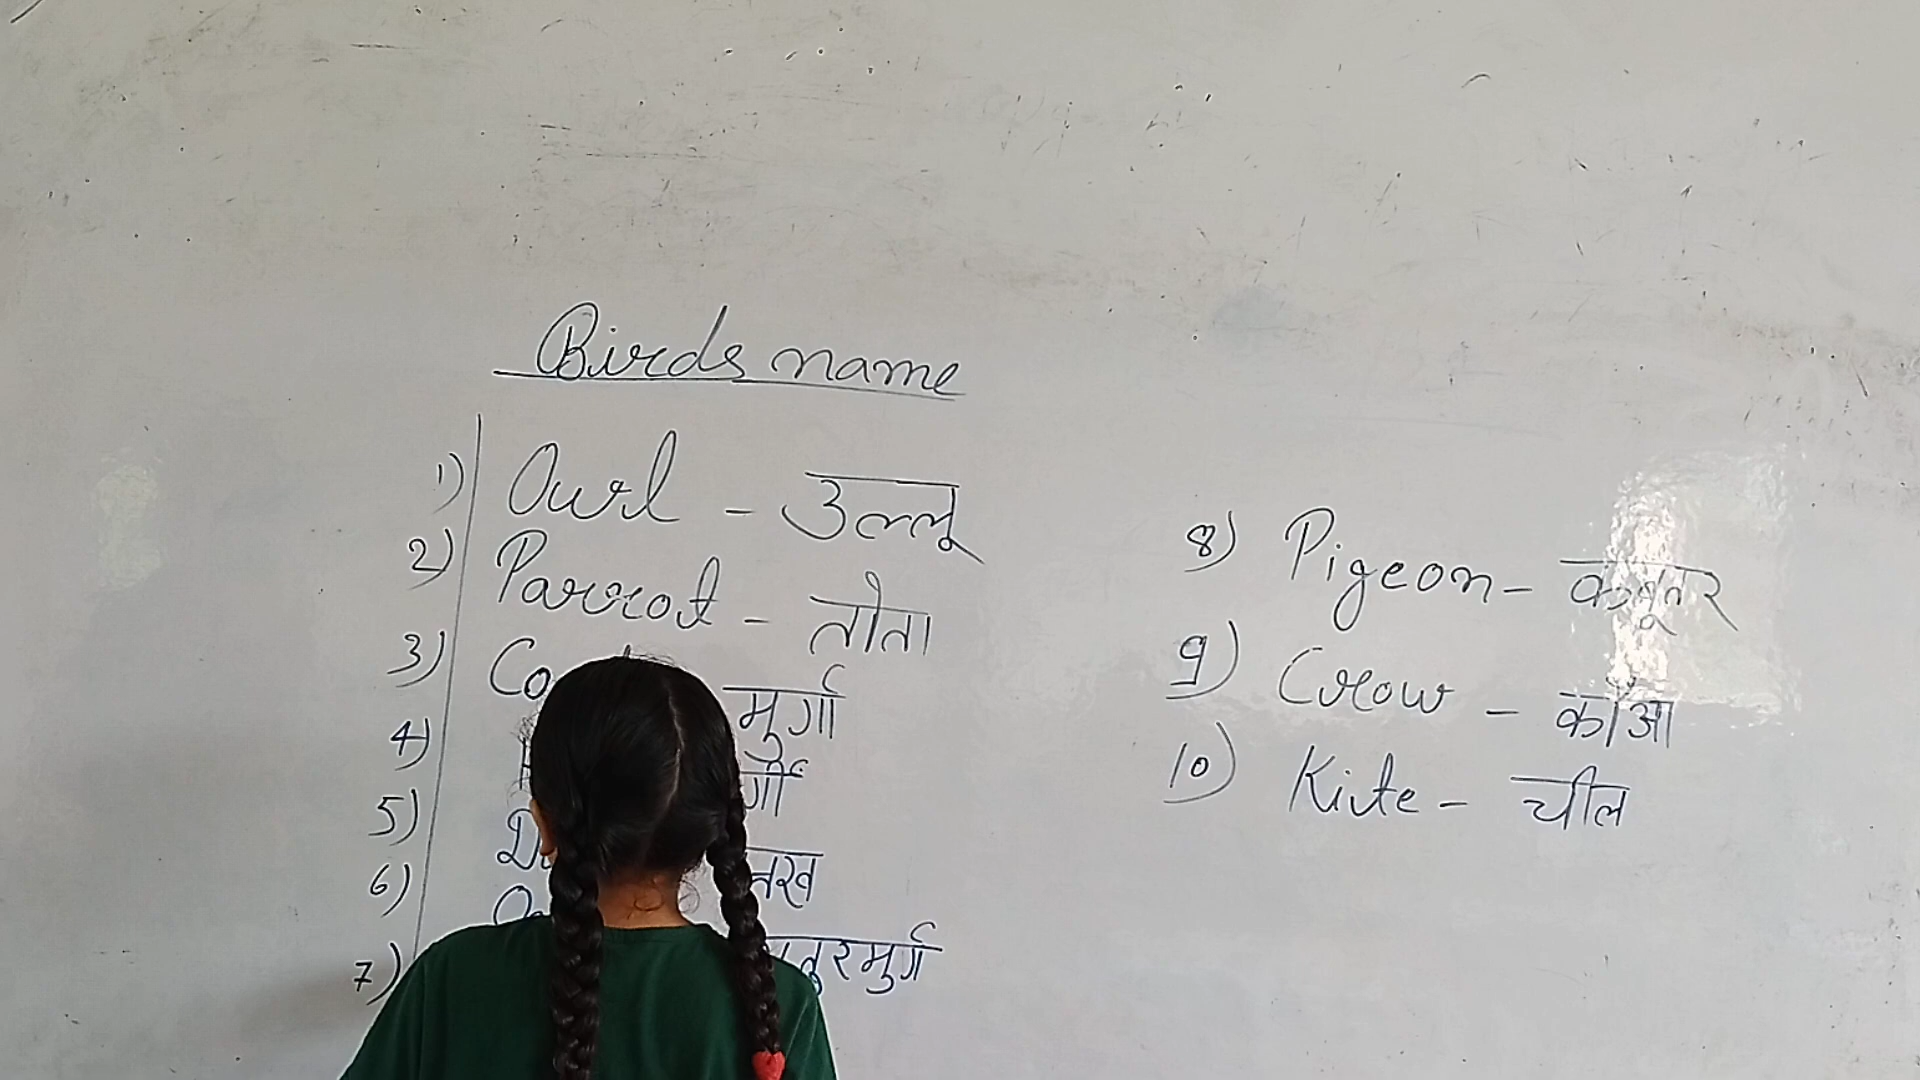 Birds name
1) Owl - उल्लू
2) Parrot - तोता
3) मुर्गा
4)
5)
6)
7)
8) Pigeon - कबूतर
9) Crow - कौआ
10) Kite - चील